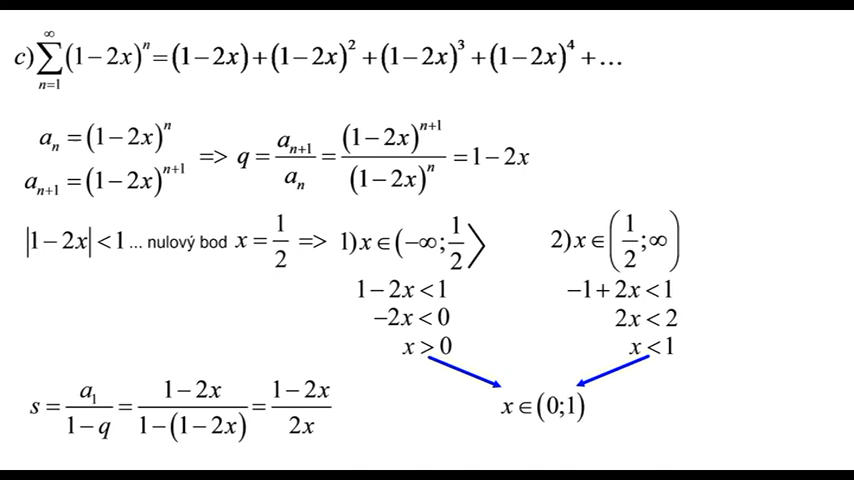 c) ∑_{n=1}^{∞} (1−2x)^n = (1−2x)+(1−2x)^2+(1−2x)^3+(1−2x)^4+…
a_n = (1−2x)^n
a_{n+1} = (1−2x)^{n+1}
=> q = a_{n+1}/a_n = (1−2x)^{n+1}/(1−2x)^n = 1−2x
|1−2x| < 1 ... nulový bod x = 1/2 => 1) x∈(−∞;1/2⟩ 2) x∈(1/2;∞)
1−2x<1 −1+2x<1
−2x<0 2x<2
x>0 x<1
s = a_1/(1−q) = (1−2x)/(1−(1−2x)) = (1−2x)/(2x) x∈(0;1)